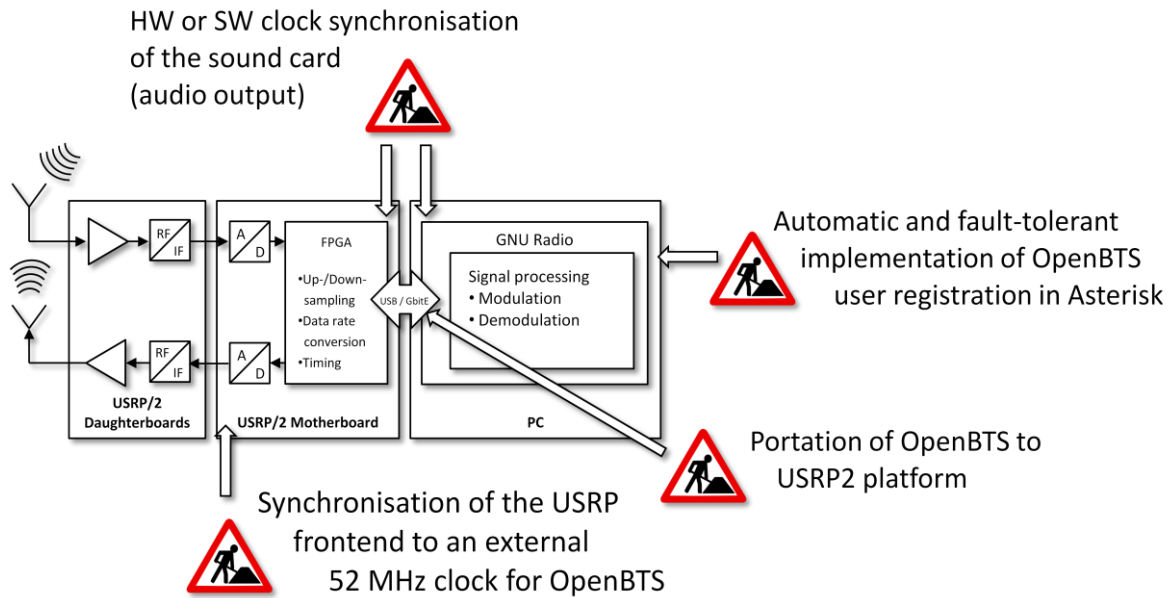 HW or SW clock synchronisation
of the sound card
(audio output)
RF
IF
A
D
FPGA
•Up-/Down-
sampling
•Data rate
conversion
•Timing
USB / GbitE
GNU Radio
Signal processing
• Modulation
• Demodulation
Automatic and fault-tolerant
implementation of OpenBTS
user registration in Asterisk
RF
IF
A
D
USRP/2
Daughterboards
USRP/2 Motherboard
PC
Portation of OpenBTS to
USRP2 platform
Synchronisation of the USRP
frontend to an external
52 MHz clock for OpenBTS